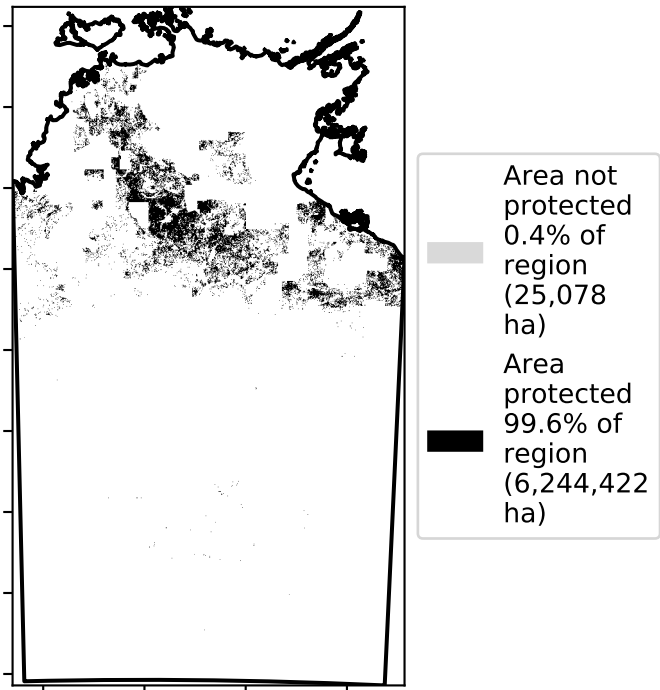 Area not
protected
0.4% of
region
(25,078
ha)
Area
protected
99.6% of
region
(6,244,422
ha)